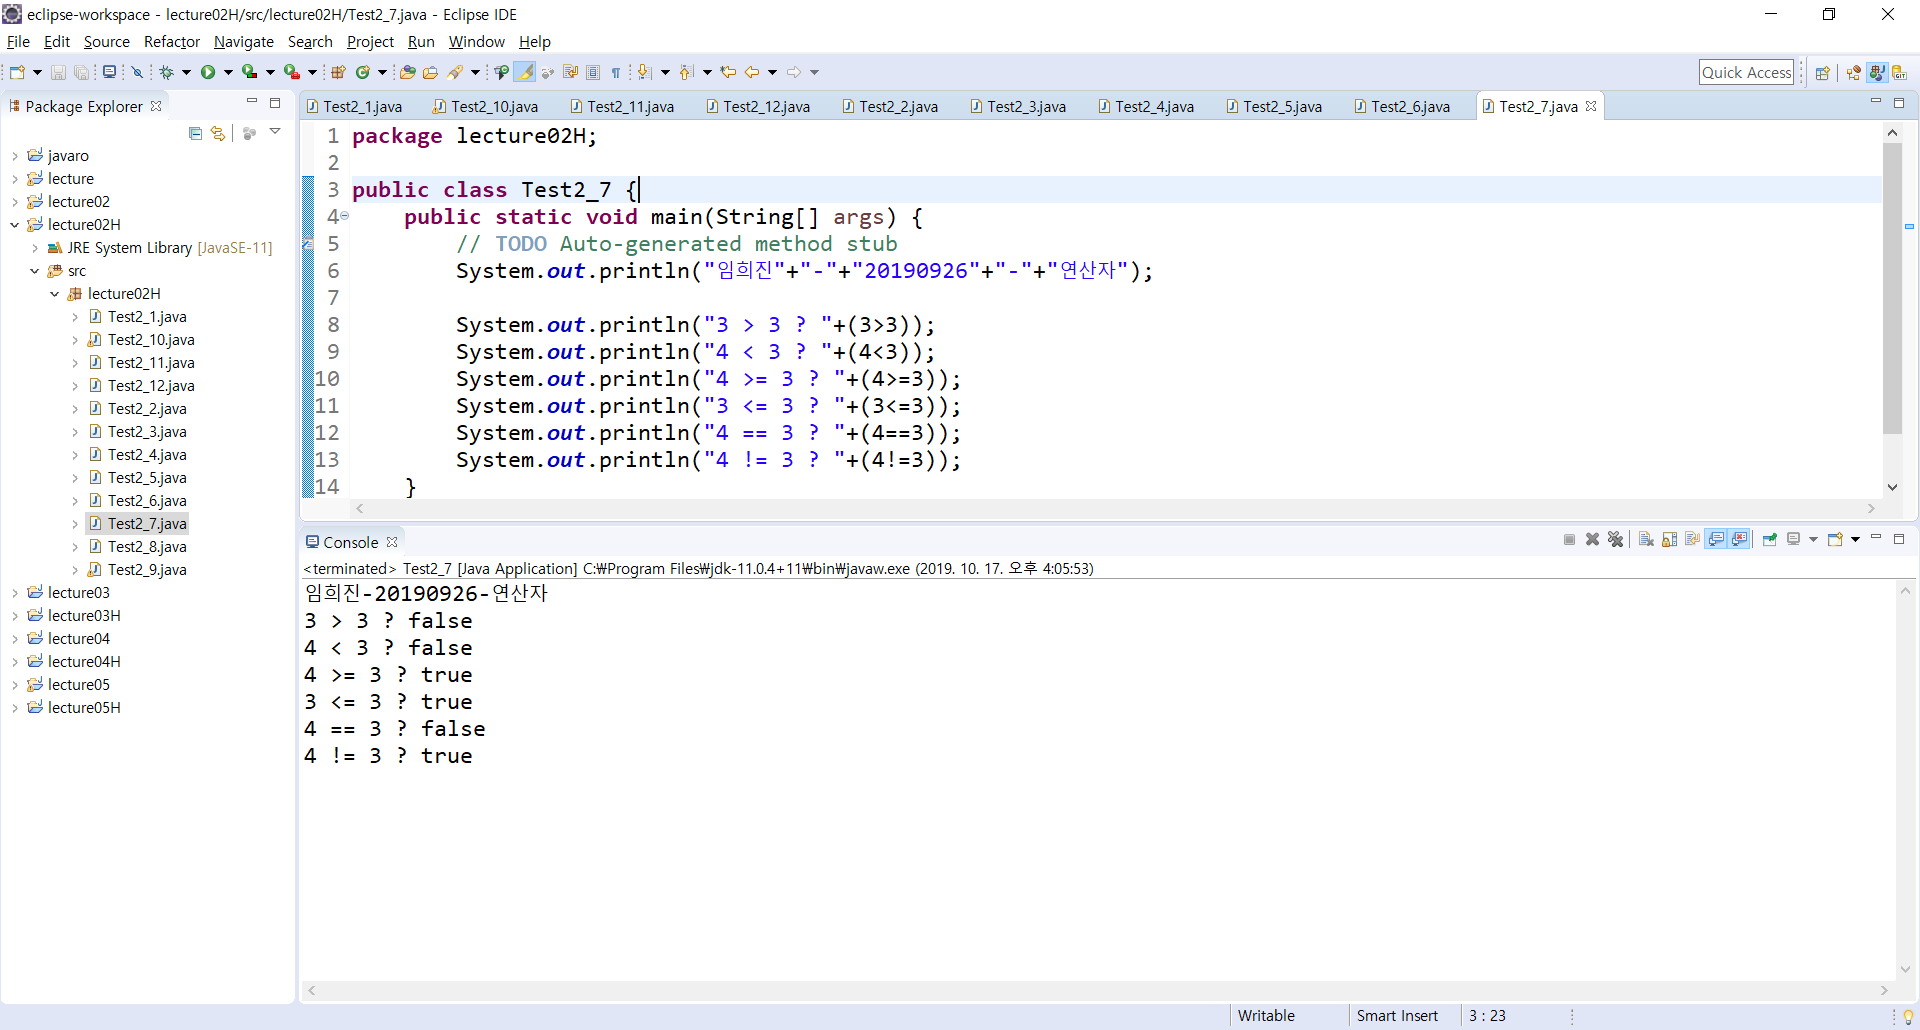 eclipse-workspace - lecture02H/src/lecture02H/Test2_7.java - Eclipse IDE
File Edit Source Refactor Navigate Search Project Run Window Help
Quick Access
Package Explorer
javaro
lecture
lecture02
lecture02H
JRE System Library [JavaSE-11]
src
lecture02H
Test2_1.java
Test2_10.java
Test2_11.java
Test2_12.java
Test2_2.java
Test2_3.java
Test2_4.java
Test2_5.java
Test2_6.java
Test2_7.java
Test2_8.java
Test2_9.java
lecture03
lecture03H
lecture04
lecture04H
lecture05
lecture05H
Test2_1.java Test2_10.java Test2_11.java Test2_12.java Test2_2.java Test2_3.java Test2_4.java Test2_5.java Test2_6.java Test2_7.java
1 package lecture02H;
2
3 public class Test2_7 {
4 public static void main(String[] args) {
5 // TODO Auto-generated method stub
6 System.out.println("임희진"+"-"+"20190926"+"-"+"연산자");
7
8 System.out.println("3 > 3 ? "+(3>3));
9 System.out.println("4 < 3 ? "+(4<3));
10 System.out.println("4 >= 3 ? "+(4>=3));
11 System.out.println("3 <= 3 ? "+(3<=3));
12 System.out.println("4 == 3 ? "+(4==3));
13 System.out.println("4 != 3 ? "+(4!=3));
14 }
Console
<terminated> Test2_7 [Java Application] C:₩Program Files₩jdk-11.0.4+11₩bin₩javaw.exe (2019. 10. 17. 오후 4:05:53)
임희진-20190926-연산자
3 > 3 ? false
4 < 3 ? false
4 >= 3 ? true
3 <= 3 ? true
4 == 3 ? false
4 != 3 ? true
Writable Smart Insert 3 : 23